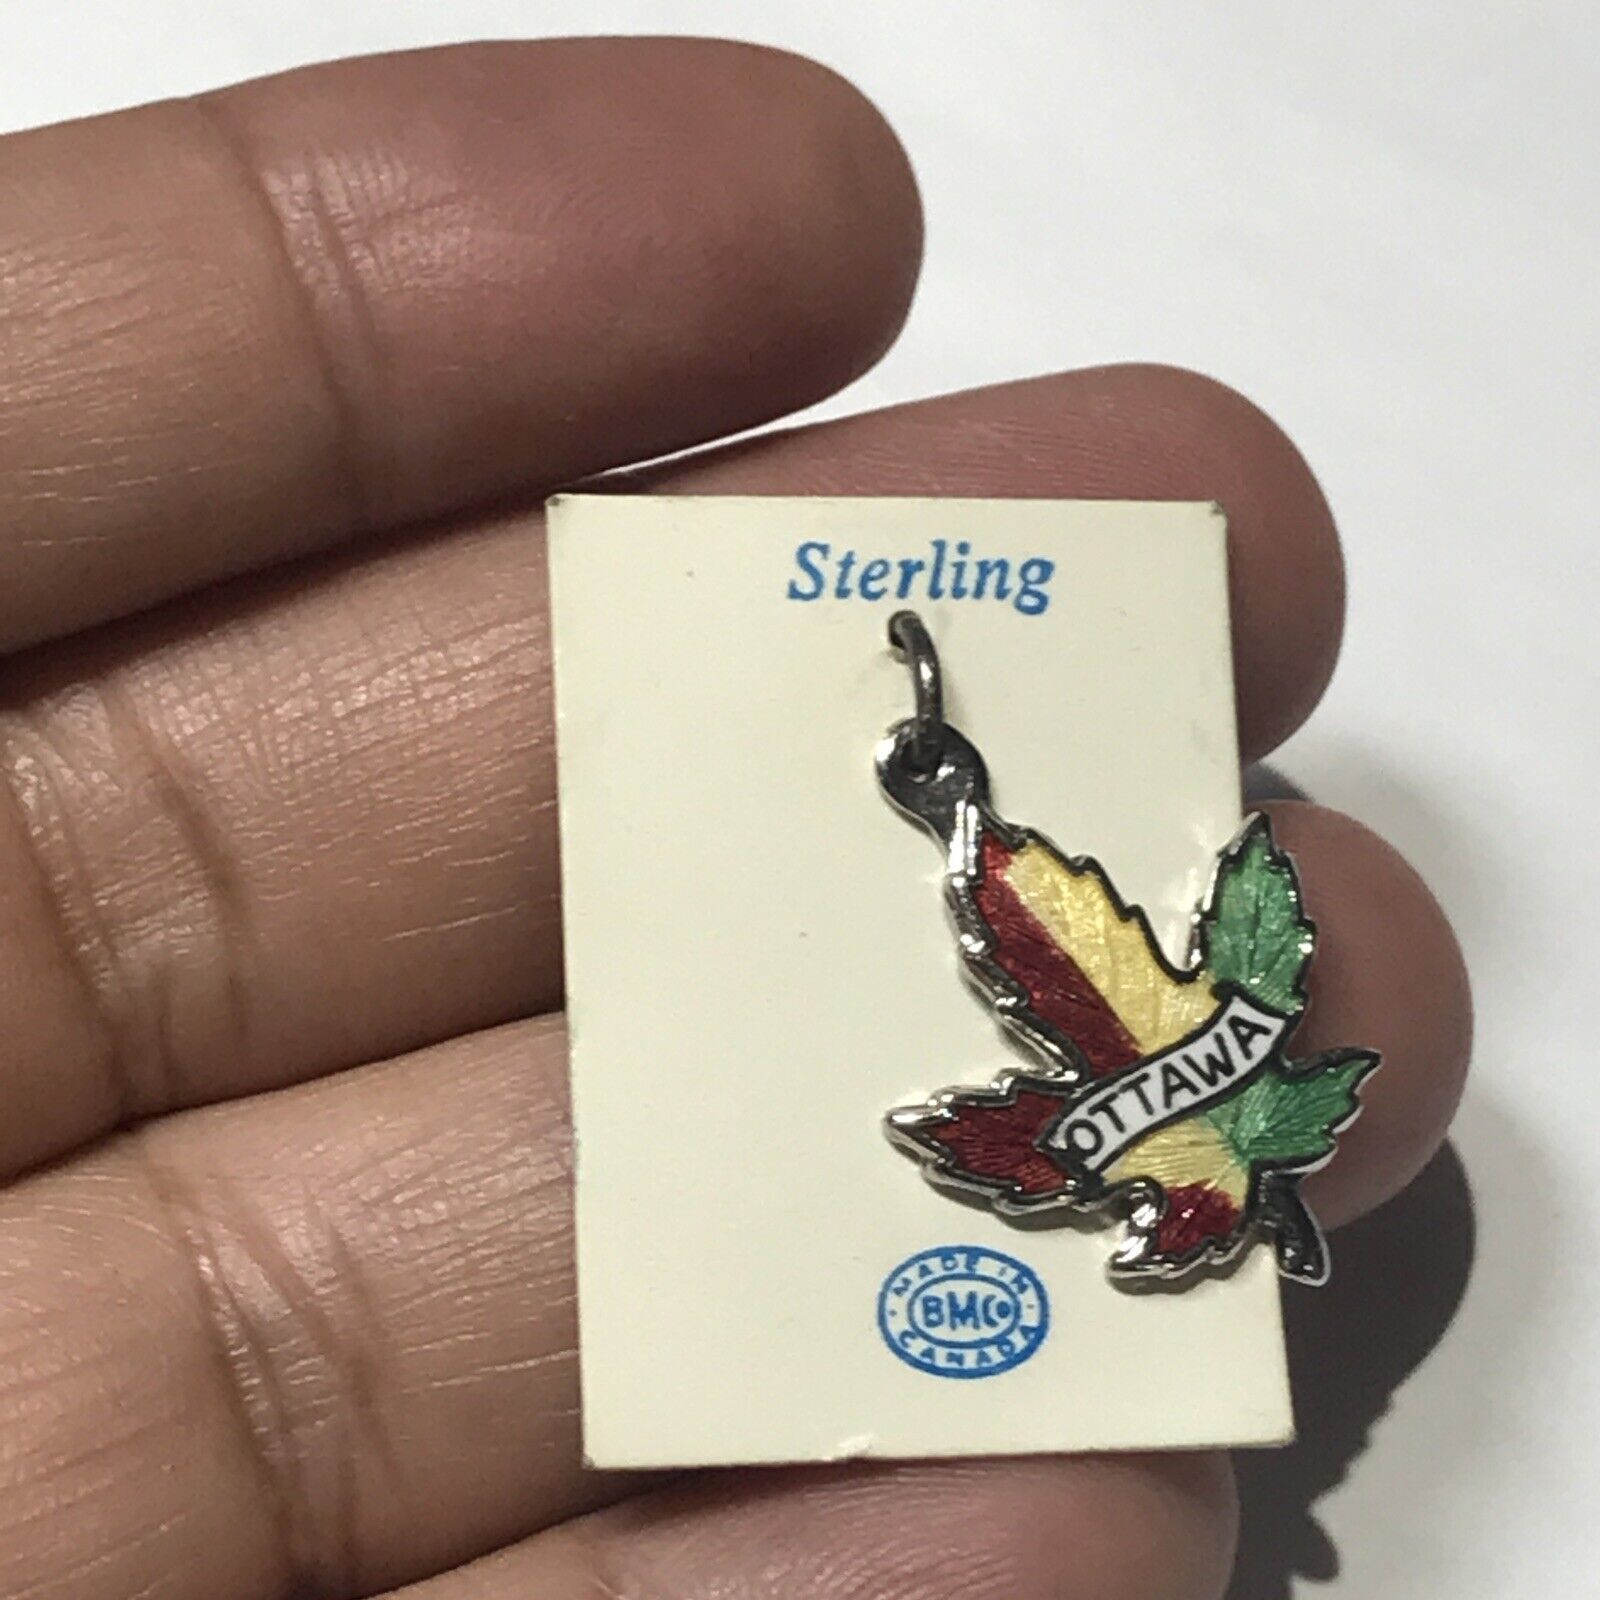 Sterling
OTTAWA
MADE IN
BMCo
CANADA